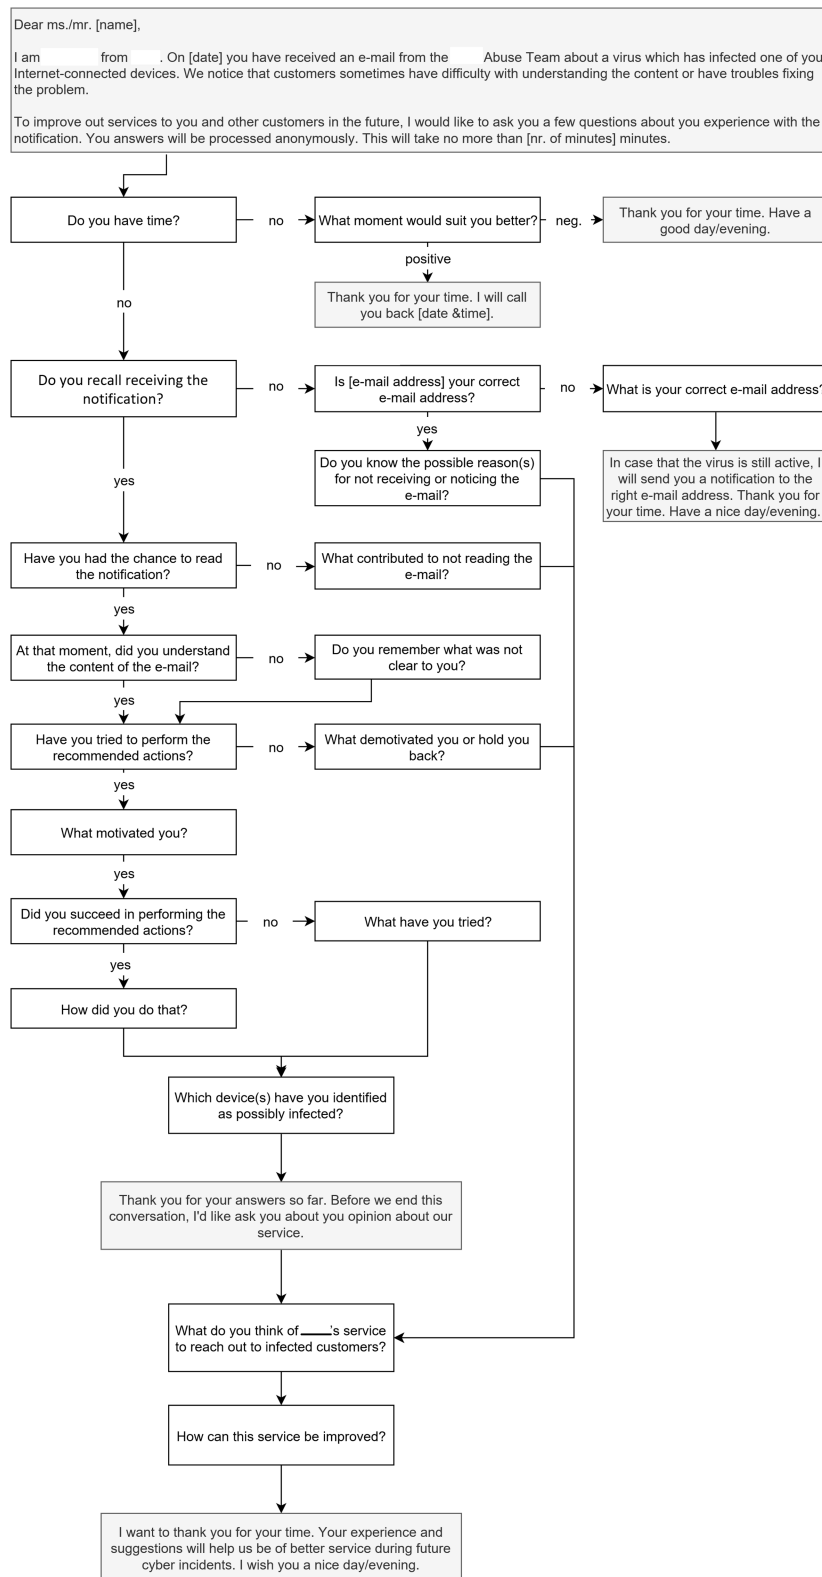 Dear ms./mr. [name],
I am from . On [date] you have received an e-mail from the Abuse Team about a virus which has infected one of you
Internet-connected devices. We notice that customers sometimes have difficulty with understanding the content or have troubles fixing
the problem.
To improve out services to you and other customers in the future, I would like to ask you a few questions about you experience with the
notification. You answers will be processed anonymously. This will take no more than [nr. of minutes] minutes.
Do you have time?
no
What moment would suit you better?
neg.
Thank you for your time. Have a
good day/evening.
positive
Thank you for your time. I will call
you back [date &time].
no
Do you recall receiving the
notification?
no
Is [e-mail address] your correct
e-mail address?
no
What is your correct e-mail address?
yes
Do you know the possible reason(s)
for not receiving or noticing the
e-mail?
In case that the virus is still active, I
will send you a notification to the
right e-mail address. Thank you for
your time. Have a nice day/evening.
yes
Have you had the chance to read
the notification?
no
What contributed to not reading the
e-mail?
yes
At that moment, did you understand
the content of the e-mail?
no
Do you remember what was not
clear to you?
yes
Have you tried to perform the
recommended actions?
no
What demotivated you or hold you
back?
yes
What motivated you?
yes
Did you succeed in performing the
recommended actions?
no
What have you tried?
yes
How did you do that?
Which device(s) have you identified
as possibly infected?
Thank you for your answers so far. Before we end this
conversation, I'd like ask you about you opinion about our
service.
What do you think of ____'s service
to reach out to infected customers?
How can this service be improved?
I want to thank you for your time. Your experience and
suggestions will help us be of better service during future
cyber incidents. I wish you a nice day/evening.